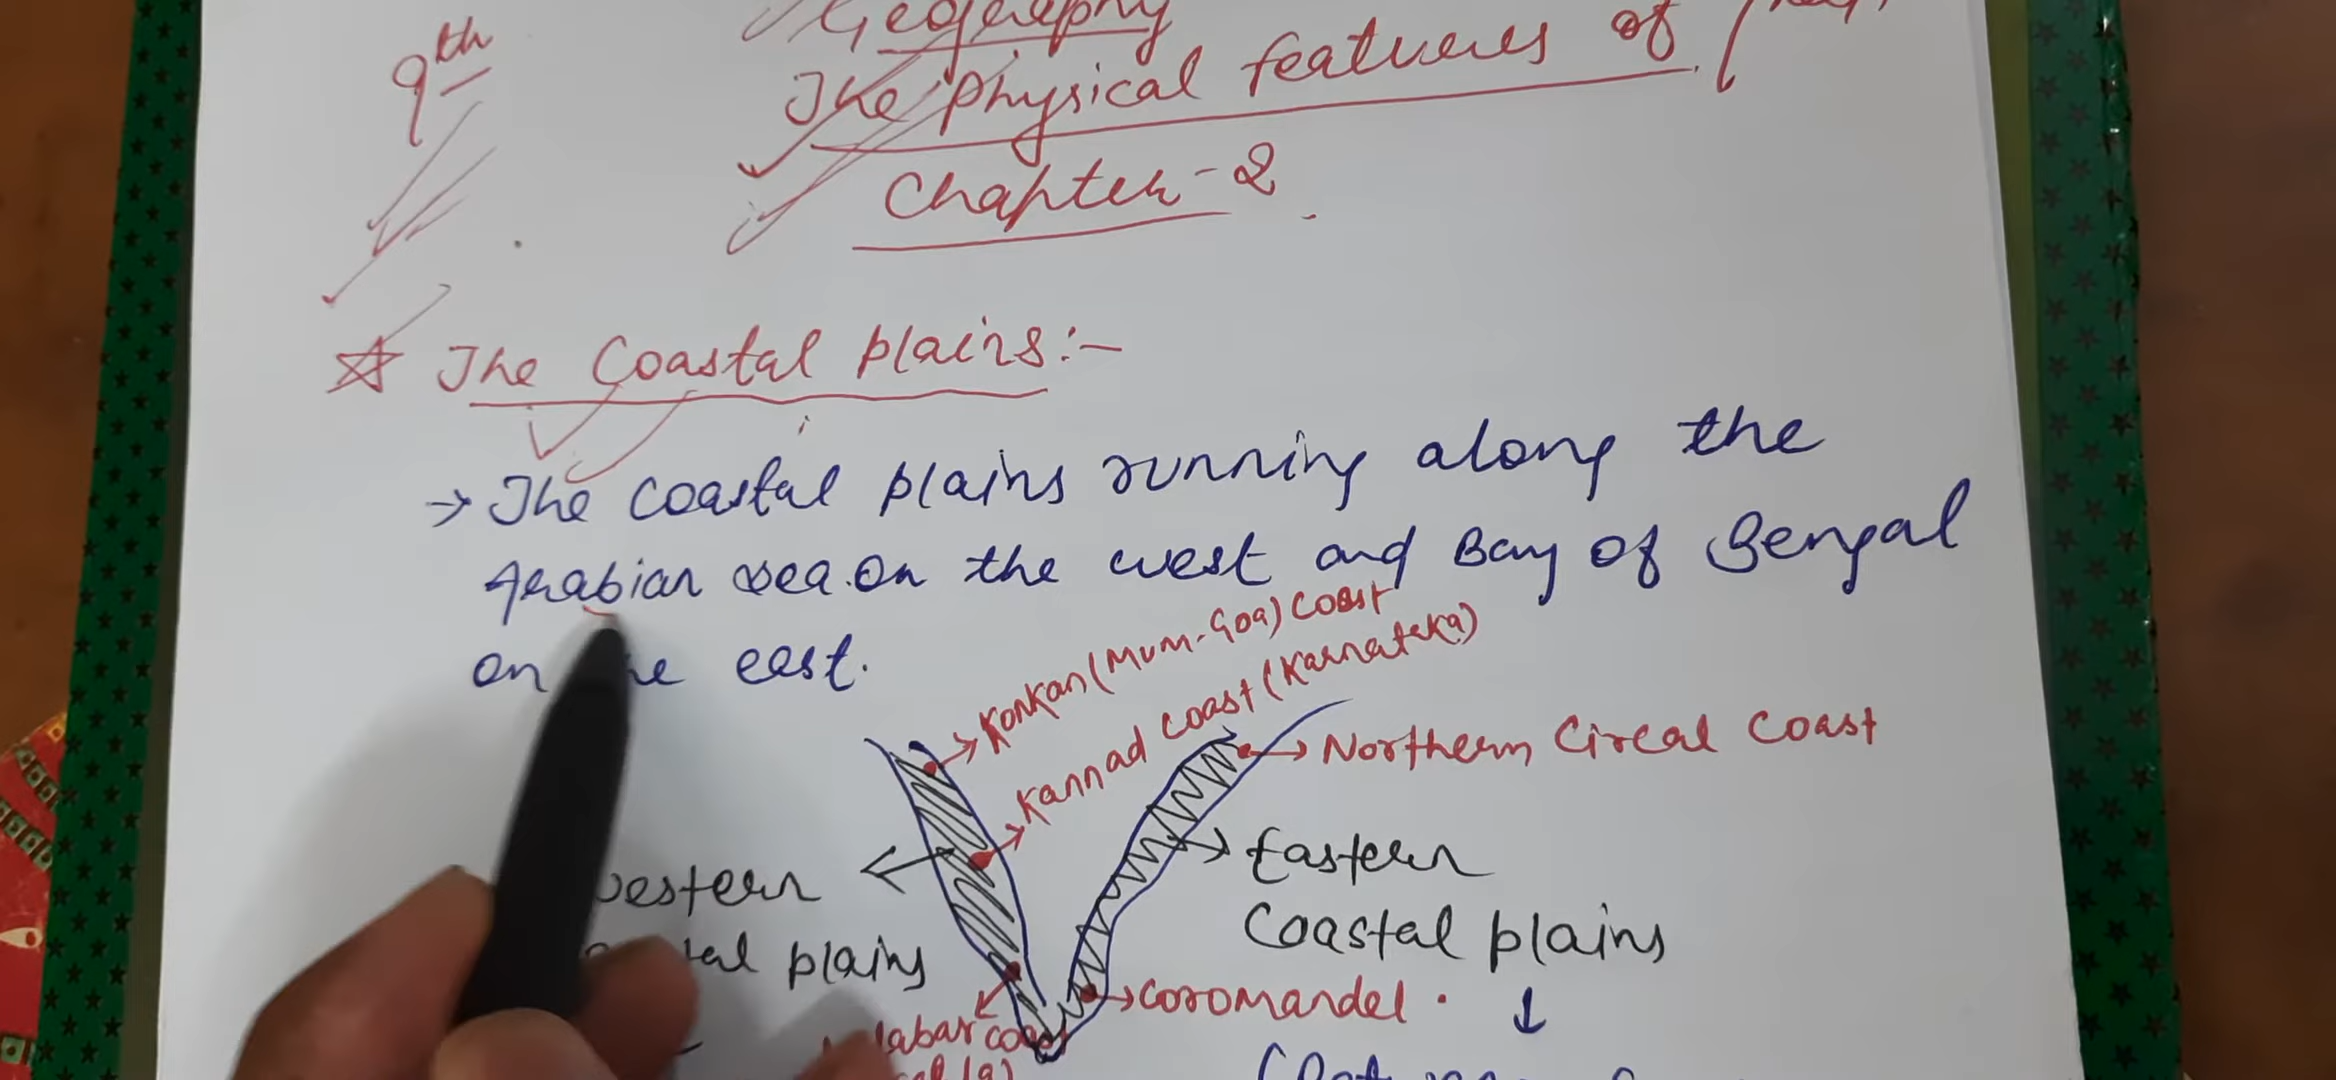 9th
Geography
The physical features of
Chapter-2
The Coastal plains:-
→ The coastal plains running along the
Arabian sea. On the west and Bay of Bengal
on east.
Konkan (Mum-Goa) coast
Kannad coast (Karnataka)
→ Northern Circal Coast
Eastern
Coastal plains
plains
→ coromandel